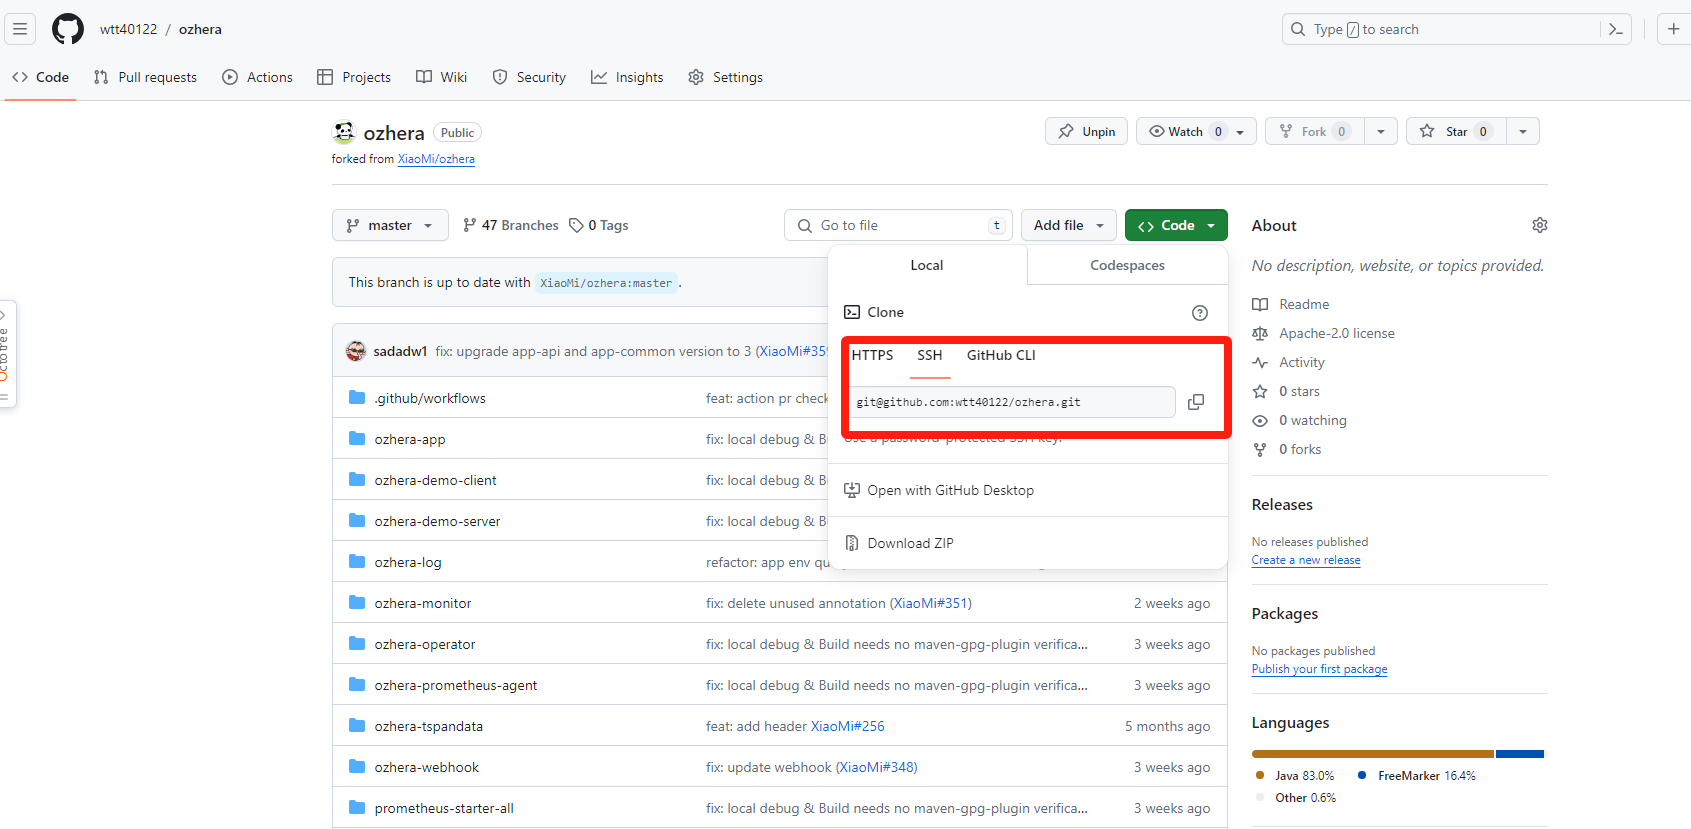 wtt40122 / ozhera
Type / to search
Code
Pull requests
Actions
Projects
Wiki
Security
Insights
Settings
ozhera Public
forked from XiaoMi/ozhera
Unpin
Watch 0
Fork 0
Star 0
master
47 Branches
0 Tags
Go to file t
Add file
Code
This branch is up to date with XiaoMi/ozhera:master .
Local
Codespaces
Clone
HTTPS SSH GitHub CLI
git@github.com:wtt40122/ozhera.git
Use a password-protected SSH key.
Open with GitHub Desktop
Download ZIP
Octotree
sadadw1 fix: upgrade app-api and app-common version to 3 (XiaoMi#359
.github/workflows feat: action pr check
ozhera-app fix: local debug & B
ozhera-demo-client fix: local debug & B
ozhera-demo-server fix: local debug & B
ozhera-log refactor: app env qu
ozhera-monitor fix: delete unused annotation (XiaoMi#351) 2 weeks ago
ozhera-operator fix: local debug & Build needs no maven-gpg-plugin verifica... 3 weeks ago
ozhera-prometheus-agent fix: local debug & Build needs no maven-gpg-plugin verifica... 3 weeks ago
ozhera-tspandata feat: add header XiaoMi#256 5 months ago
ozhera-webhook fix: update webhook (XiaoMi#348) 3 weeks ago
prometheus-starter-all fix: local debug & Build needs no maven-gpg-plugin verifica... 3 weeks ago
About
No description, website, or topics provided.
Readme
Apache-2.0 license
Activity
0 stars
0 watching
0 forks
Releases
No releases published
Create a new release
Packages
No packages published
Publish your first package
Languages
Java 83.0% FreeMarker 16.4%
Other 0.6%